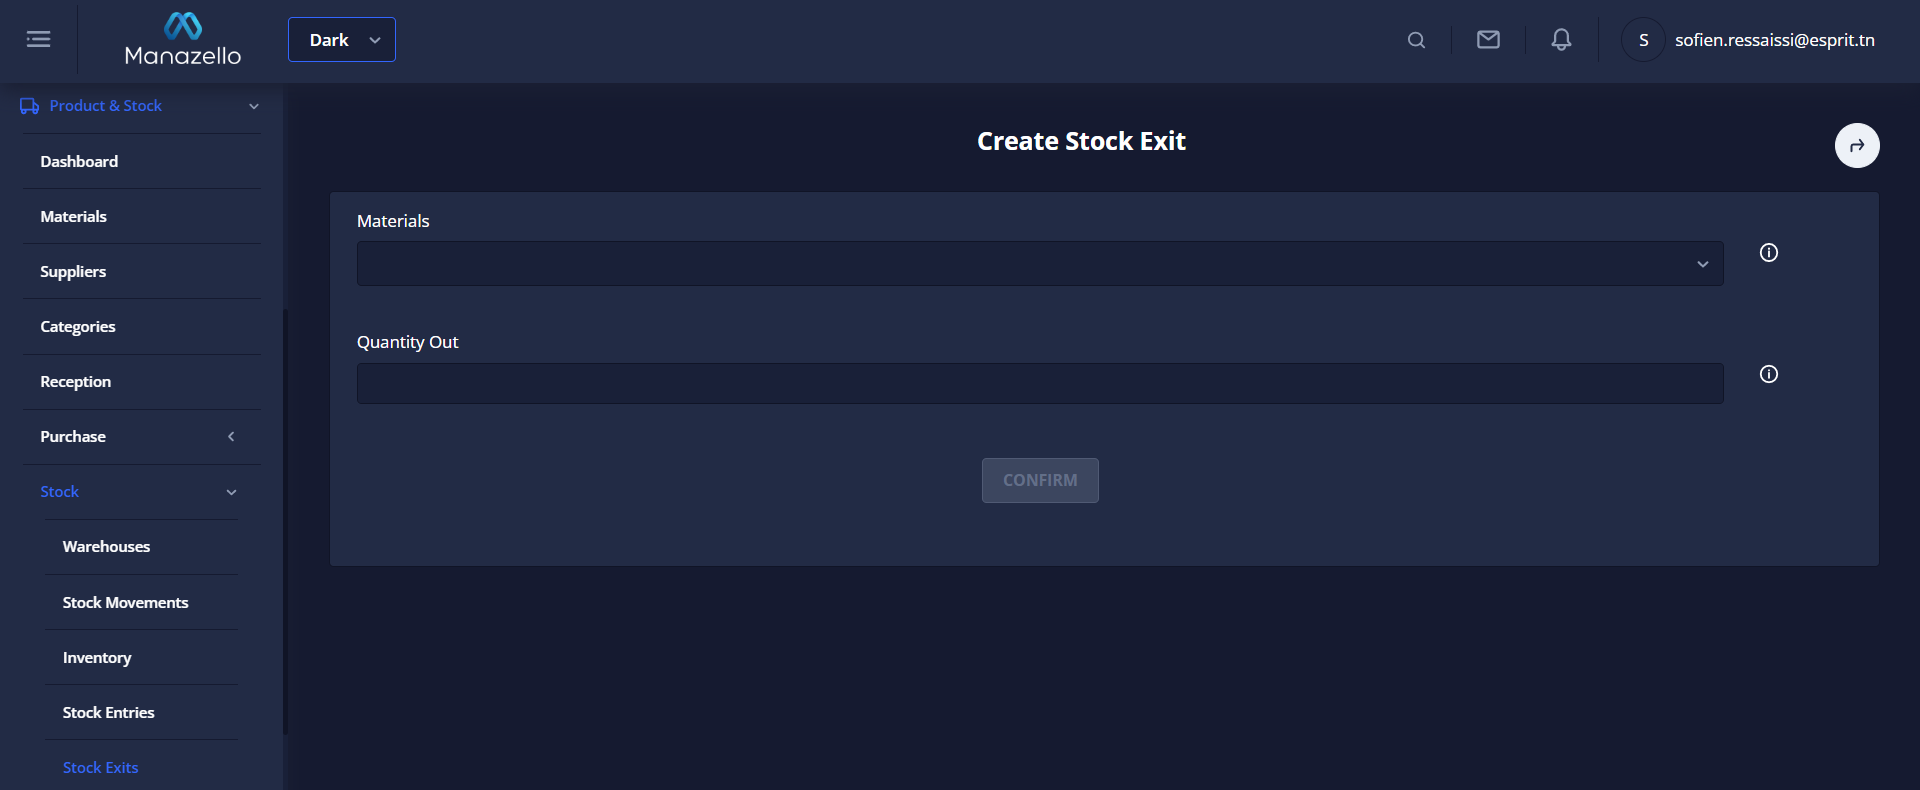 Manazello
Dark
S
sofien.ressaissi@esprit.tn
Product & Stock
Dashboard
Materials
Suppliers
Categories
Reception
Purchase
Stock
Warehouses
Stock Movements
Inventory
Stock Entries
Stock Exits
Create Stock Exit
Materials
Quantity Out
CONFIRM